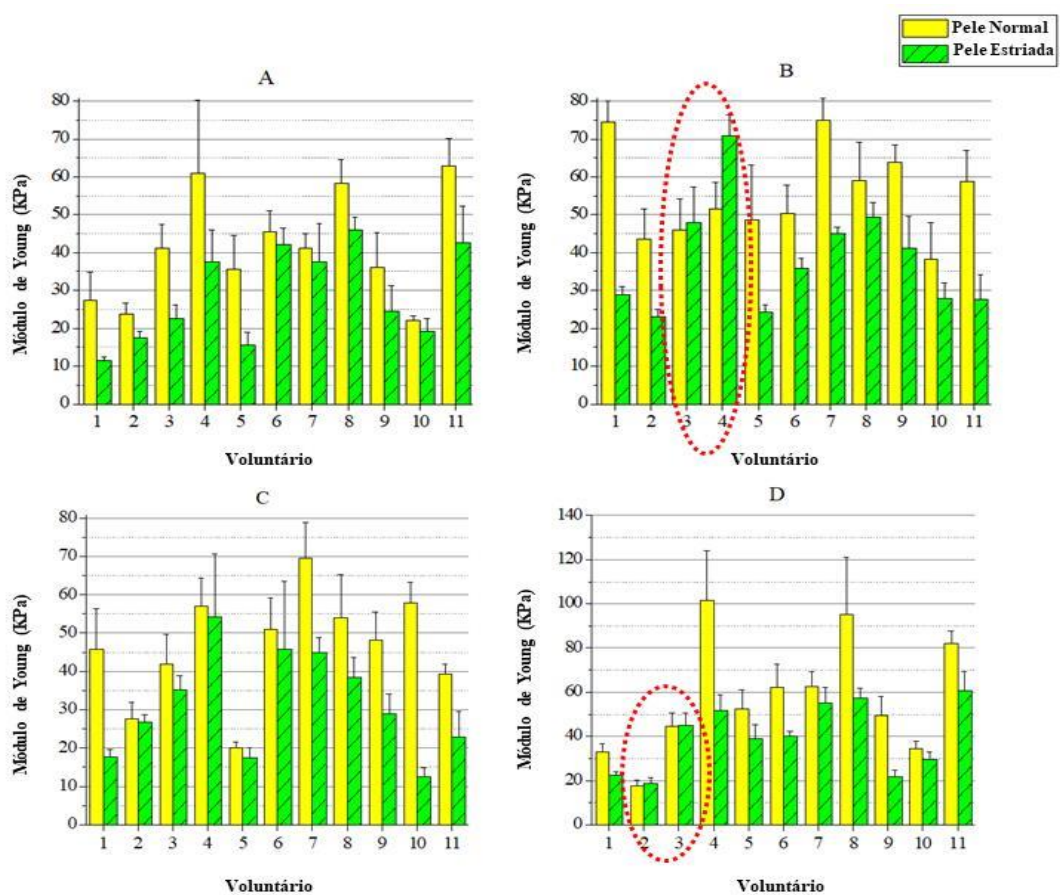 Pele Normal
Pele Estriada
A
80
70
60
50
40
30
20
10
0
Módulo de Young (KPa)
1 2 3 4 5 6 7 8 9 10 11
Voluntário
B
80
70
60
50
40
30
20
10
0
Módulo de Young (KPa)
1 2 3 4 5 6 7 8 9 10 11
Voluntário
C
80
70
60
50
40
30
20
10
0
Módulo de Young (KPa)
1 2 3 4 5 6 7 8 9 10 11
Voluntário
D
140
120
100
80
60
40
20
0
Módulo de Young (KPa)
1 2 3 4 5 6 7 8 9 10 11
Voluntário